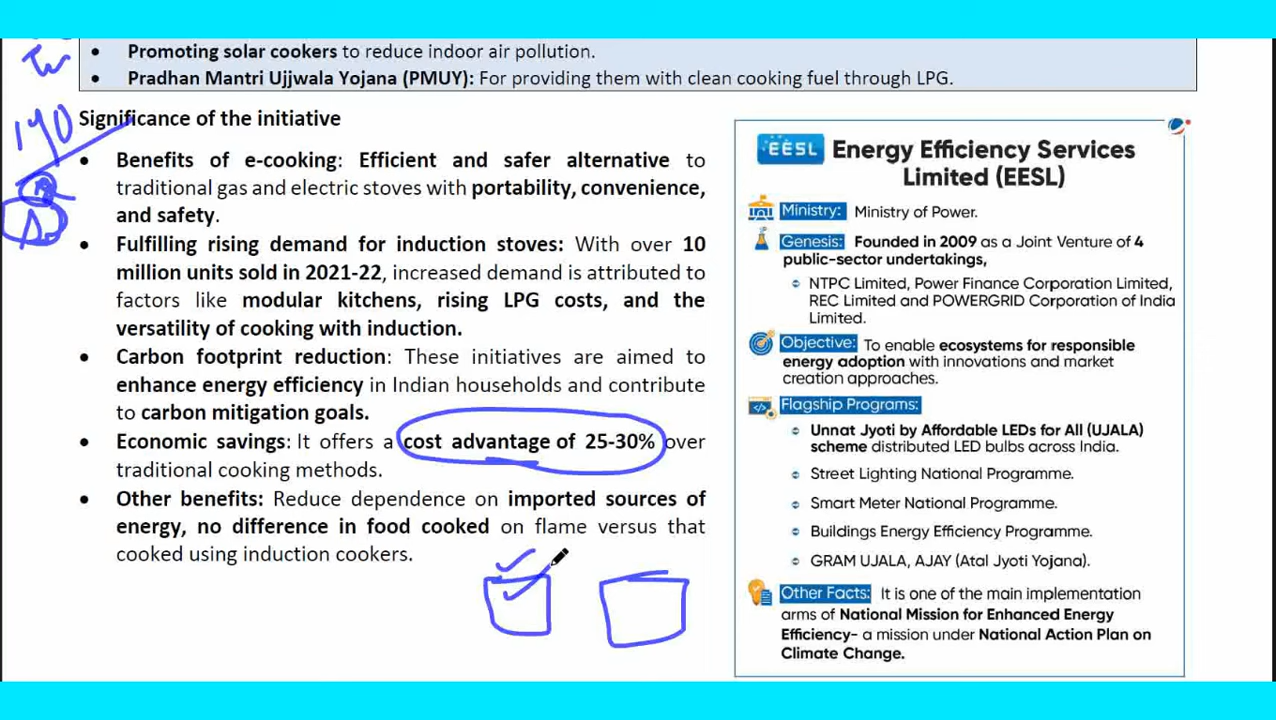 • Promoting solar cookers to reduce indoor air pollution.
• Pradhan Mantri Ujjwala Yojana (PMUY): For providing them with clean cooking fuel through LPG.
190
Significance of the initiative
• Benefits of e-cooking: Efficient and safer alternative to
traditional gas and electric stoves with portability, convenience,
and safety.
• Fulfilling rising demand for induction stoves: With over 10
million units sold in 2021-22, increased demand is attributed to
factors like modular kitchens, rising LPG costs, and the
versatility of cooking with induction.
• Carbon footprint reduction: These initiatives are aimed to
enhance energy efficiency in Indian households and contribute
to carbon mitigation goals.
• Economic savings: It offers a cost advantage of 25-30% over
traditional cooking methods.
• Other benefits: Reduce dependence on imported sources of
energy, no difference in food cooked on flame versus that
cooked using induction cookers.
EESL Energy Efficiency Services
Limited (EESL)
Ministry: Ministry of Power.
Genesis: Founded in 2009 as a Joint Venture of 4
public-sector undertakings,
NTPC Limited, Power Finance Corporation Limited,
REC Limited and POWERGRID Corporation of India
Limited.
Objective: To enable ecosystems for responsible
energy adoption with innovations and market
creation approaches.
Flagship Programs:
Unnat Jyoti by Affordable LEDs for All (UJALA)
scheme distributed LED bulbs across India.
Street Lighting National Programme.
Smart Meter National Programme.
Buildings Energy Efficiency Programme.
GRAM UJALA, AJAY (Atal Jyoti Yojana).
Other Facts: It is one of the main implementation
arms of National Mission for Enhanced Energy
Efficiency- a mission under National Action Plan on
Climate Change.